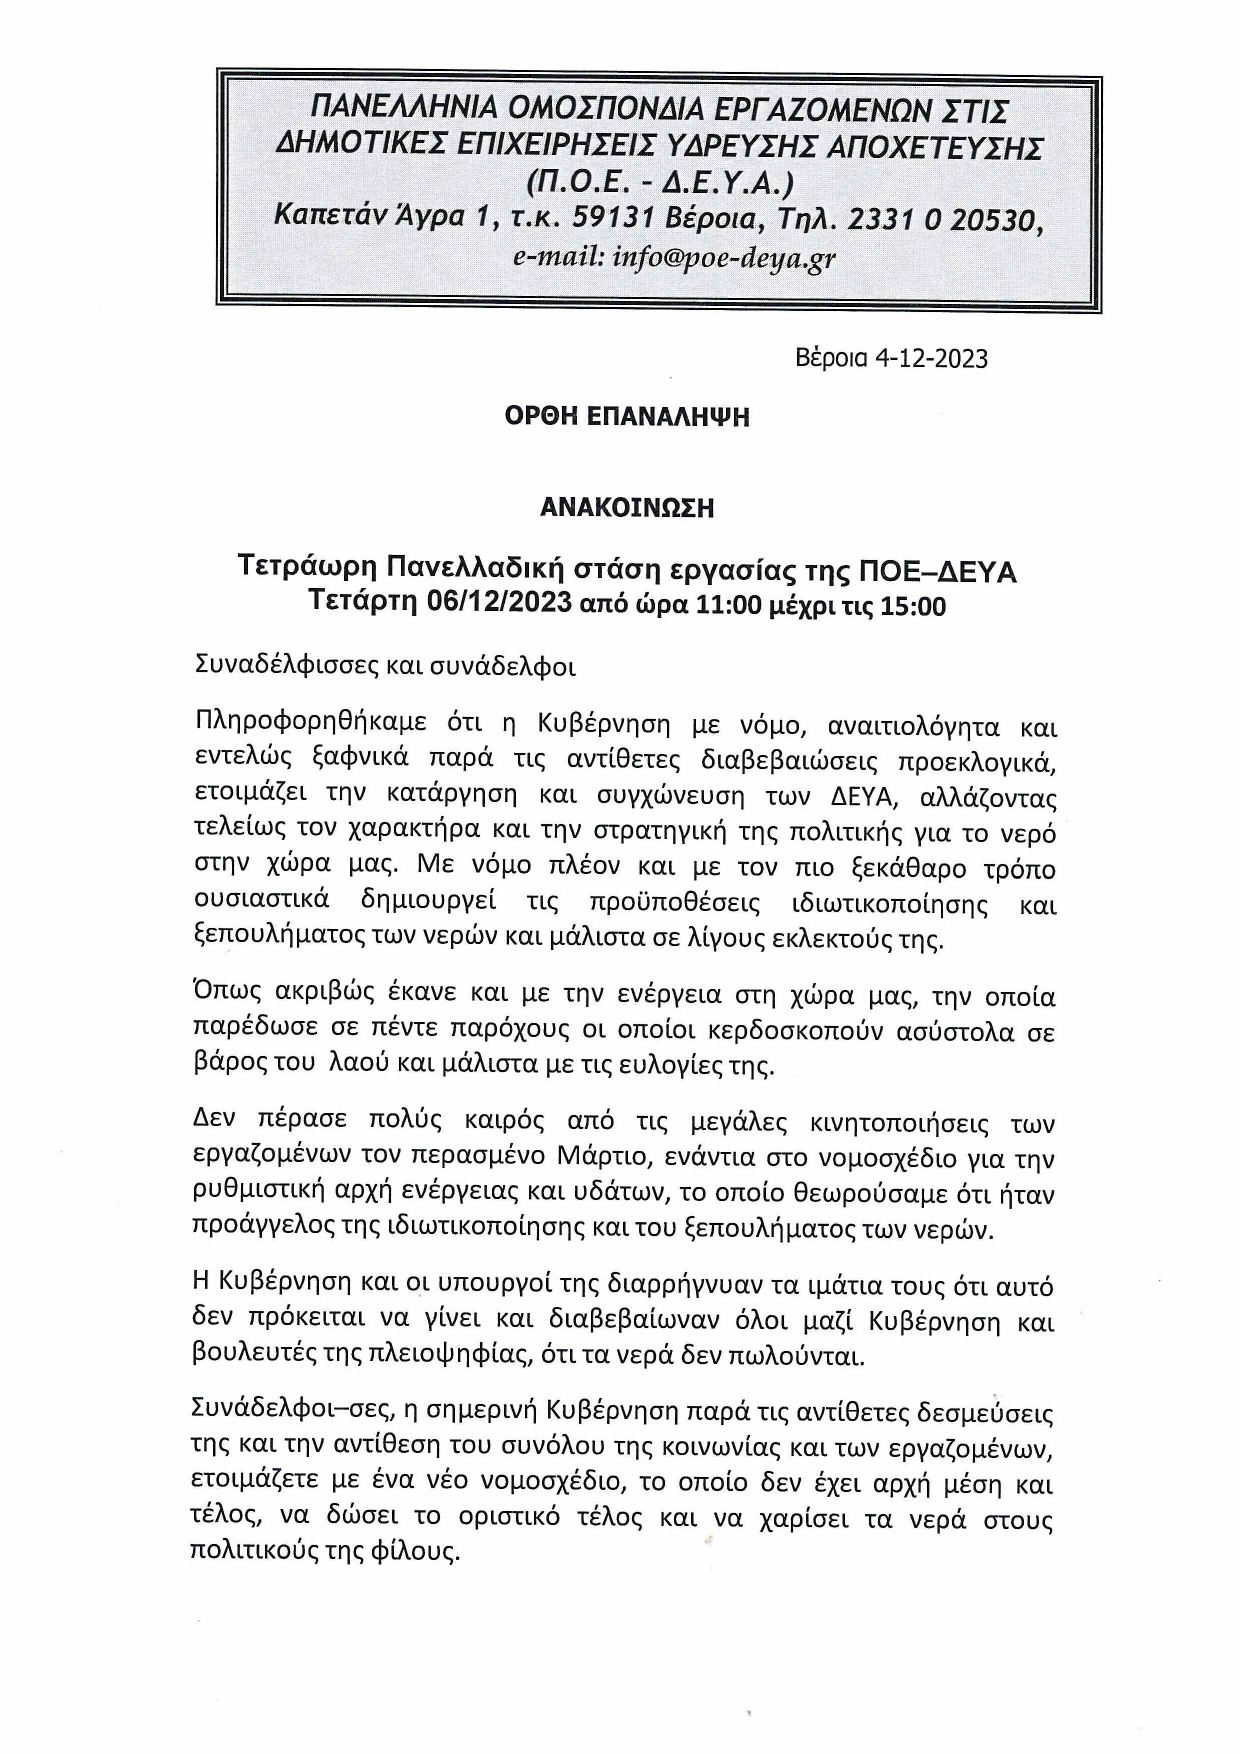 ΠΑΝΕΛΛΗΝΙΑ ΟΜΟΣΠΟΝΔΙΑ ΕΡΓΑΖΟΜΕΝΩΝ ΣΤΙΣ
ΔΗΜΟΤΙΚΕΣ ΕΠΙΧΕΙΡΗΣΕΙΣ ΥΔΡΕΥΣΗΣ ΑΠΟΧΕΤΕΥΣΗΣ
(Π.Ο.Ε. - Δ.Ε.Υ.Α.)
Καπετάν Άγρα 1, τ.κ. 59131 Βέροια, Τηλ. 2331 0 20530,
e-mail: info@poe-deya.gr
Βέροια 4-12-2023
ΟΡΘΗ ΕΠΑΝΑΛΗΨΗ
ΑΝΑΚΟΙΝΩΣΗ
Τετράωρη Πανελλαδική στάση εργασίας της ΠΟΕ–ΔΕΥΑ
Τετάρτη 06/12/2023 από ώρα 11:00 μέχρι τις 15:00
Συναδέλφισσες και συνάδελφοι
Πληροφορηθήκαμε ότι η Κυβέρνηση με νόμο, αναιτιολόγητα και
εντελώς ξαφνικά παρά τις αντίθετες διαβεβαιώσεις προεκλογικά,
ετοιμάζει την κατάργηση και συγχώνευση των ΔΕΥΑ, αλλάζοντας
τελείως τον χαρακτήρα και την στρατηγική της πολιτικής για το νερό
στην χώρα μας. Με νόμο πλέον και με τον πιο ξεκάθαρο τρόπο
ουσιαστικά δημιουργεί τις προϋποθέσεις ιδιωτικοποίησης και
ξεπουλήματος των νερών και μάλιστα σε λίγους εκλεκτούς της.
Όπως ακριβώς έκανε και με την ενέργεια στη χώρα μας, την οποία
παρέδωσε σε πέντε παρόχους οι οποίοι κερδοσκοπούν ασύστολα σε
βάρος του λαού και μάλιστα με τις ευλογίες της.
Δεν πέρασε πολύς καιρός από τις μεγάλες κινητοποιήσεις των
εργαζομένων τον περασμένο Μάρτιο, ενάντια στο νομοσχέδιο για την
ρυθμιστική αρχή ενέργειας και υδάτων, το οποίο θεωρούσαμε ότι ήταν
προάγγελος της ιδιωτικοποίησης και του ξεπουλήματος των νερών.
Η Κυβέρνηση και οι υπουργοί της διαρρήγνυαν τα ιμάτια τους ότι αυτό
δεν πρόκειται να γίνει και διαβεβαίωναν όλοι μαζί Κυβέρνηση και
βουλευτές της πλειοψηφίας, ότι τα νερά δεν πωλούνται.
Συνάδελφοι–σες, η σημερινή Κυβέρνηση παρά τις αντίθετες δεσμεύσεις
της και την αντίθεση του συνόλου της κοινωνίας και των εργαζομένων,
ετοιμάζετε με ένα νέο νομοσχέδιο, το οποίο δεν έχει αρχή μέση και
τέλος, να δώσει το οριστικό τέλος και να χαρίσει τα νερά στους
πολιτικούς της φίλους.